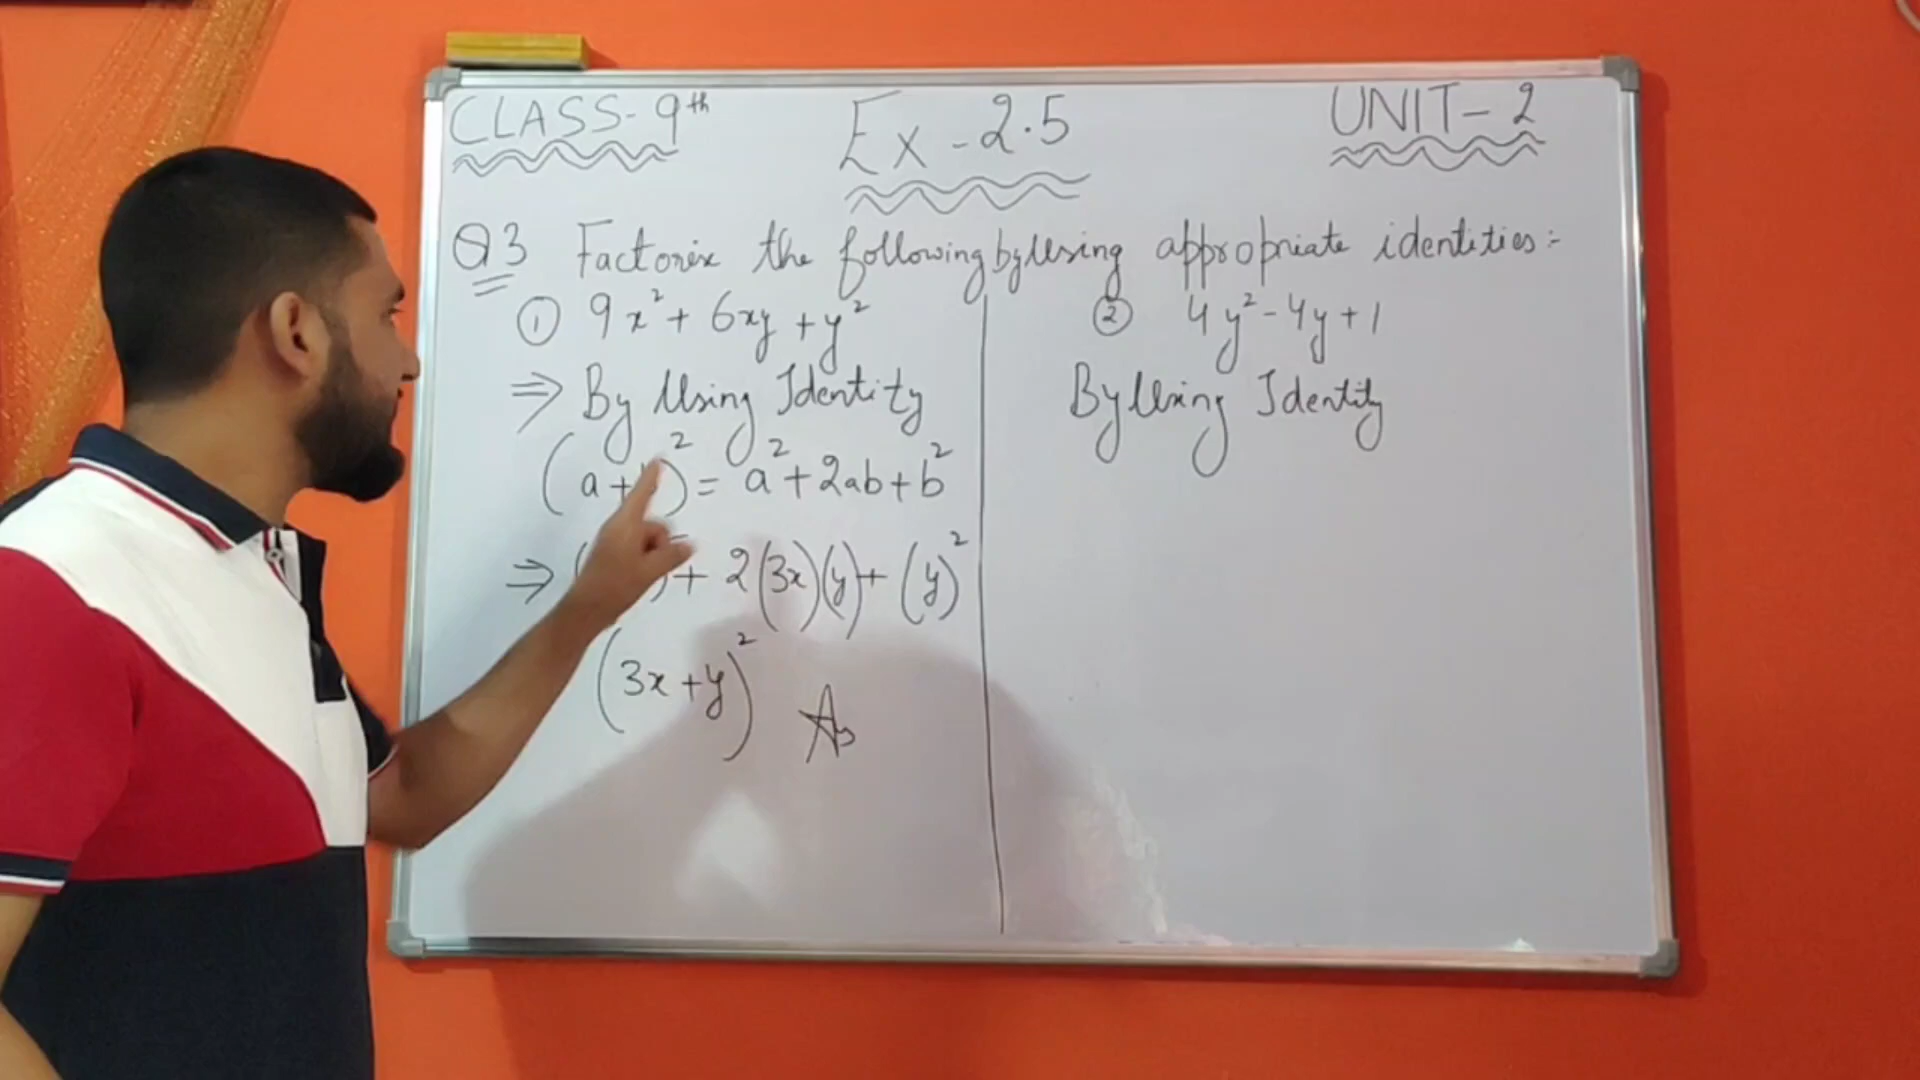 CLASS-9th
Ex-2.5
UNIT-2
Q3 Factorise the following by Using appropriate identities:-
① 9x²+6xy+y²
⇒ By Using Identity
(a+ )²= a²+2ab+b²
⇒ + 2(3x)(y)+(y)²
(3x+y)²
② 4y²-4y+1
By Using Identity